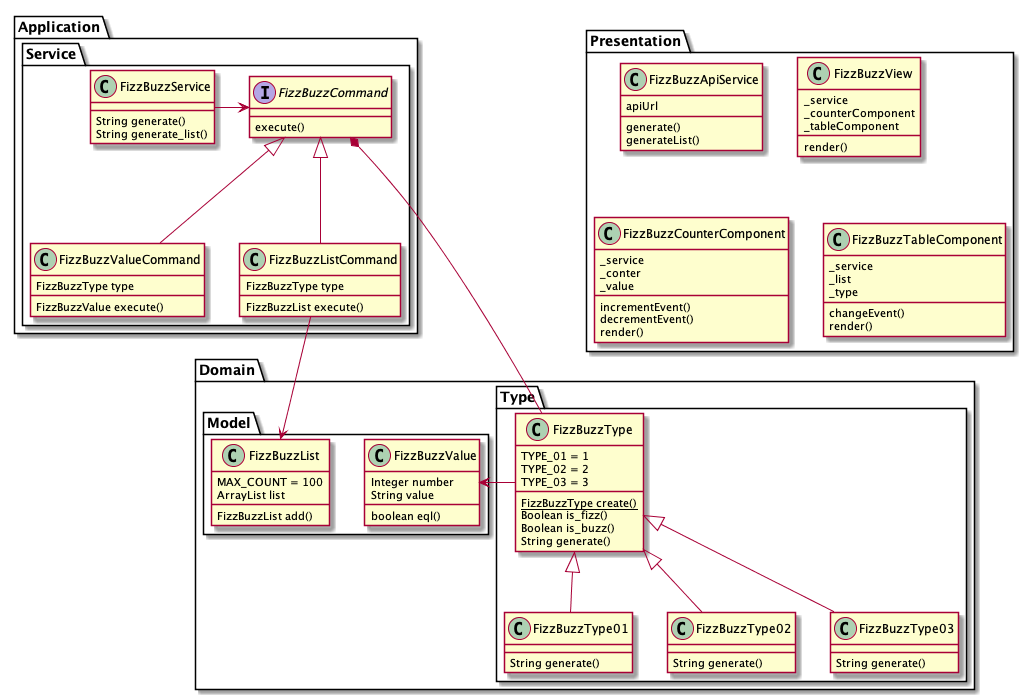 Application
Service
C FizzBuzzService
String generate()
String generate_list()
I FizzBuzzCommand
execute()
C FizzBuzzValueCommand
FizzBuzzType type
FizzBuzzValue execute()
C FizzBuzzListCommand
FizzBuzzType type
FizzBuzzList execute()
Presentation
C FizzBuzzApiService
apiUrl
generate()
generateList()
C FizzBuzzView
_service
_counterComponent
_tableComponent
render()
C FizzBuzzCounterComponent
_service
_conter
_value
incrementEvent()
decrementEvent()
render()
C FizzBuzzTableComponent
_service
_list
_type
changeEvent()
render()
Domain
Model
C FizzBuzzList
MAX_COUNT = 100
ArrayList list
FizzBuzzList add()
C FizzBuzzValue
Integer number
String value
boolean eql()
Type
C FizzBuzzType
TYPE_01 = 1
TYPE_02 = 2
TYPE_03 = 3
FizzBuzzType create()
Boolean is_fizz()
Boolean is_buzz()
String generate()
C FizzBuzzType01
String generate()
C FizzBuzzType02
String generate()
C FizzBuzzType03
String generate()